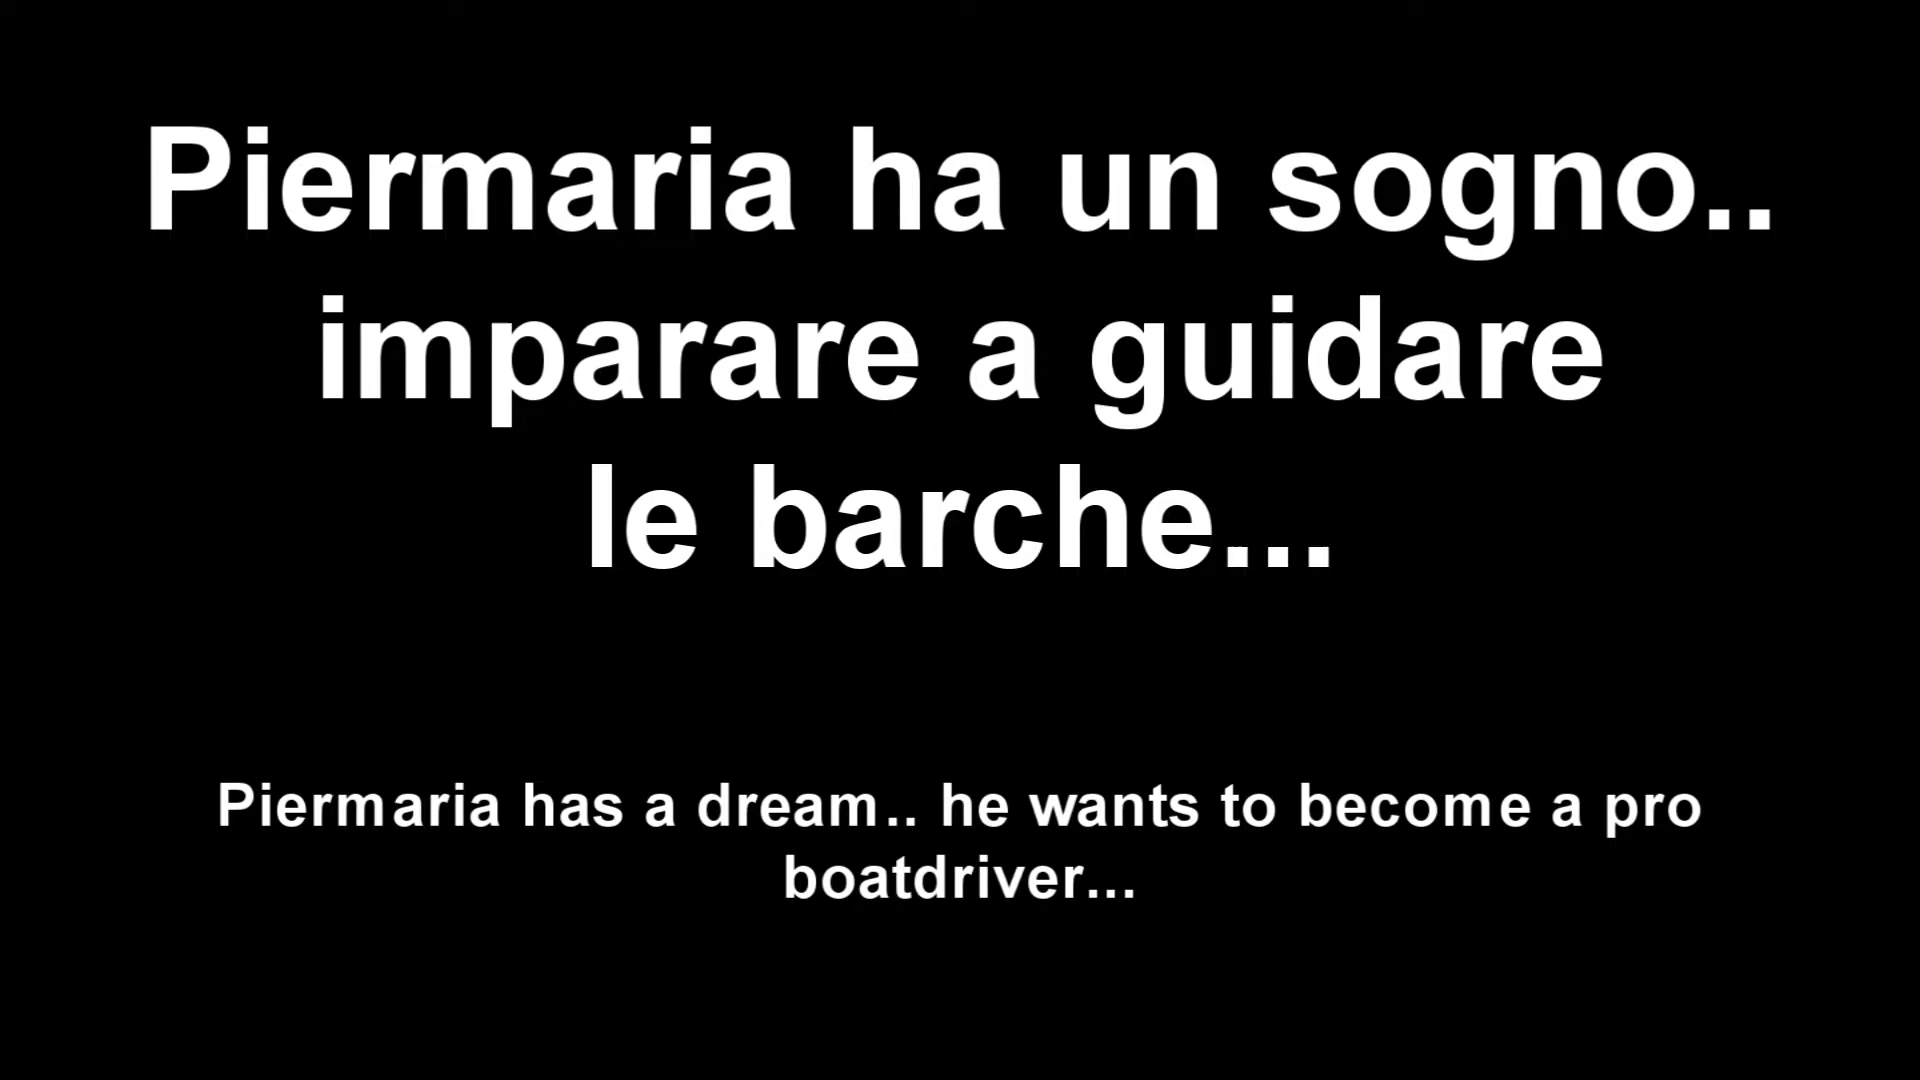 Piermaria ha un sogno..
imparare a guidare
le barche...
Piermaria has a dream.. he wants to become a pro
boatdriver...